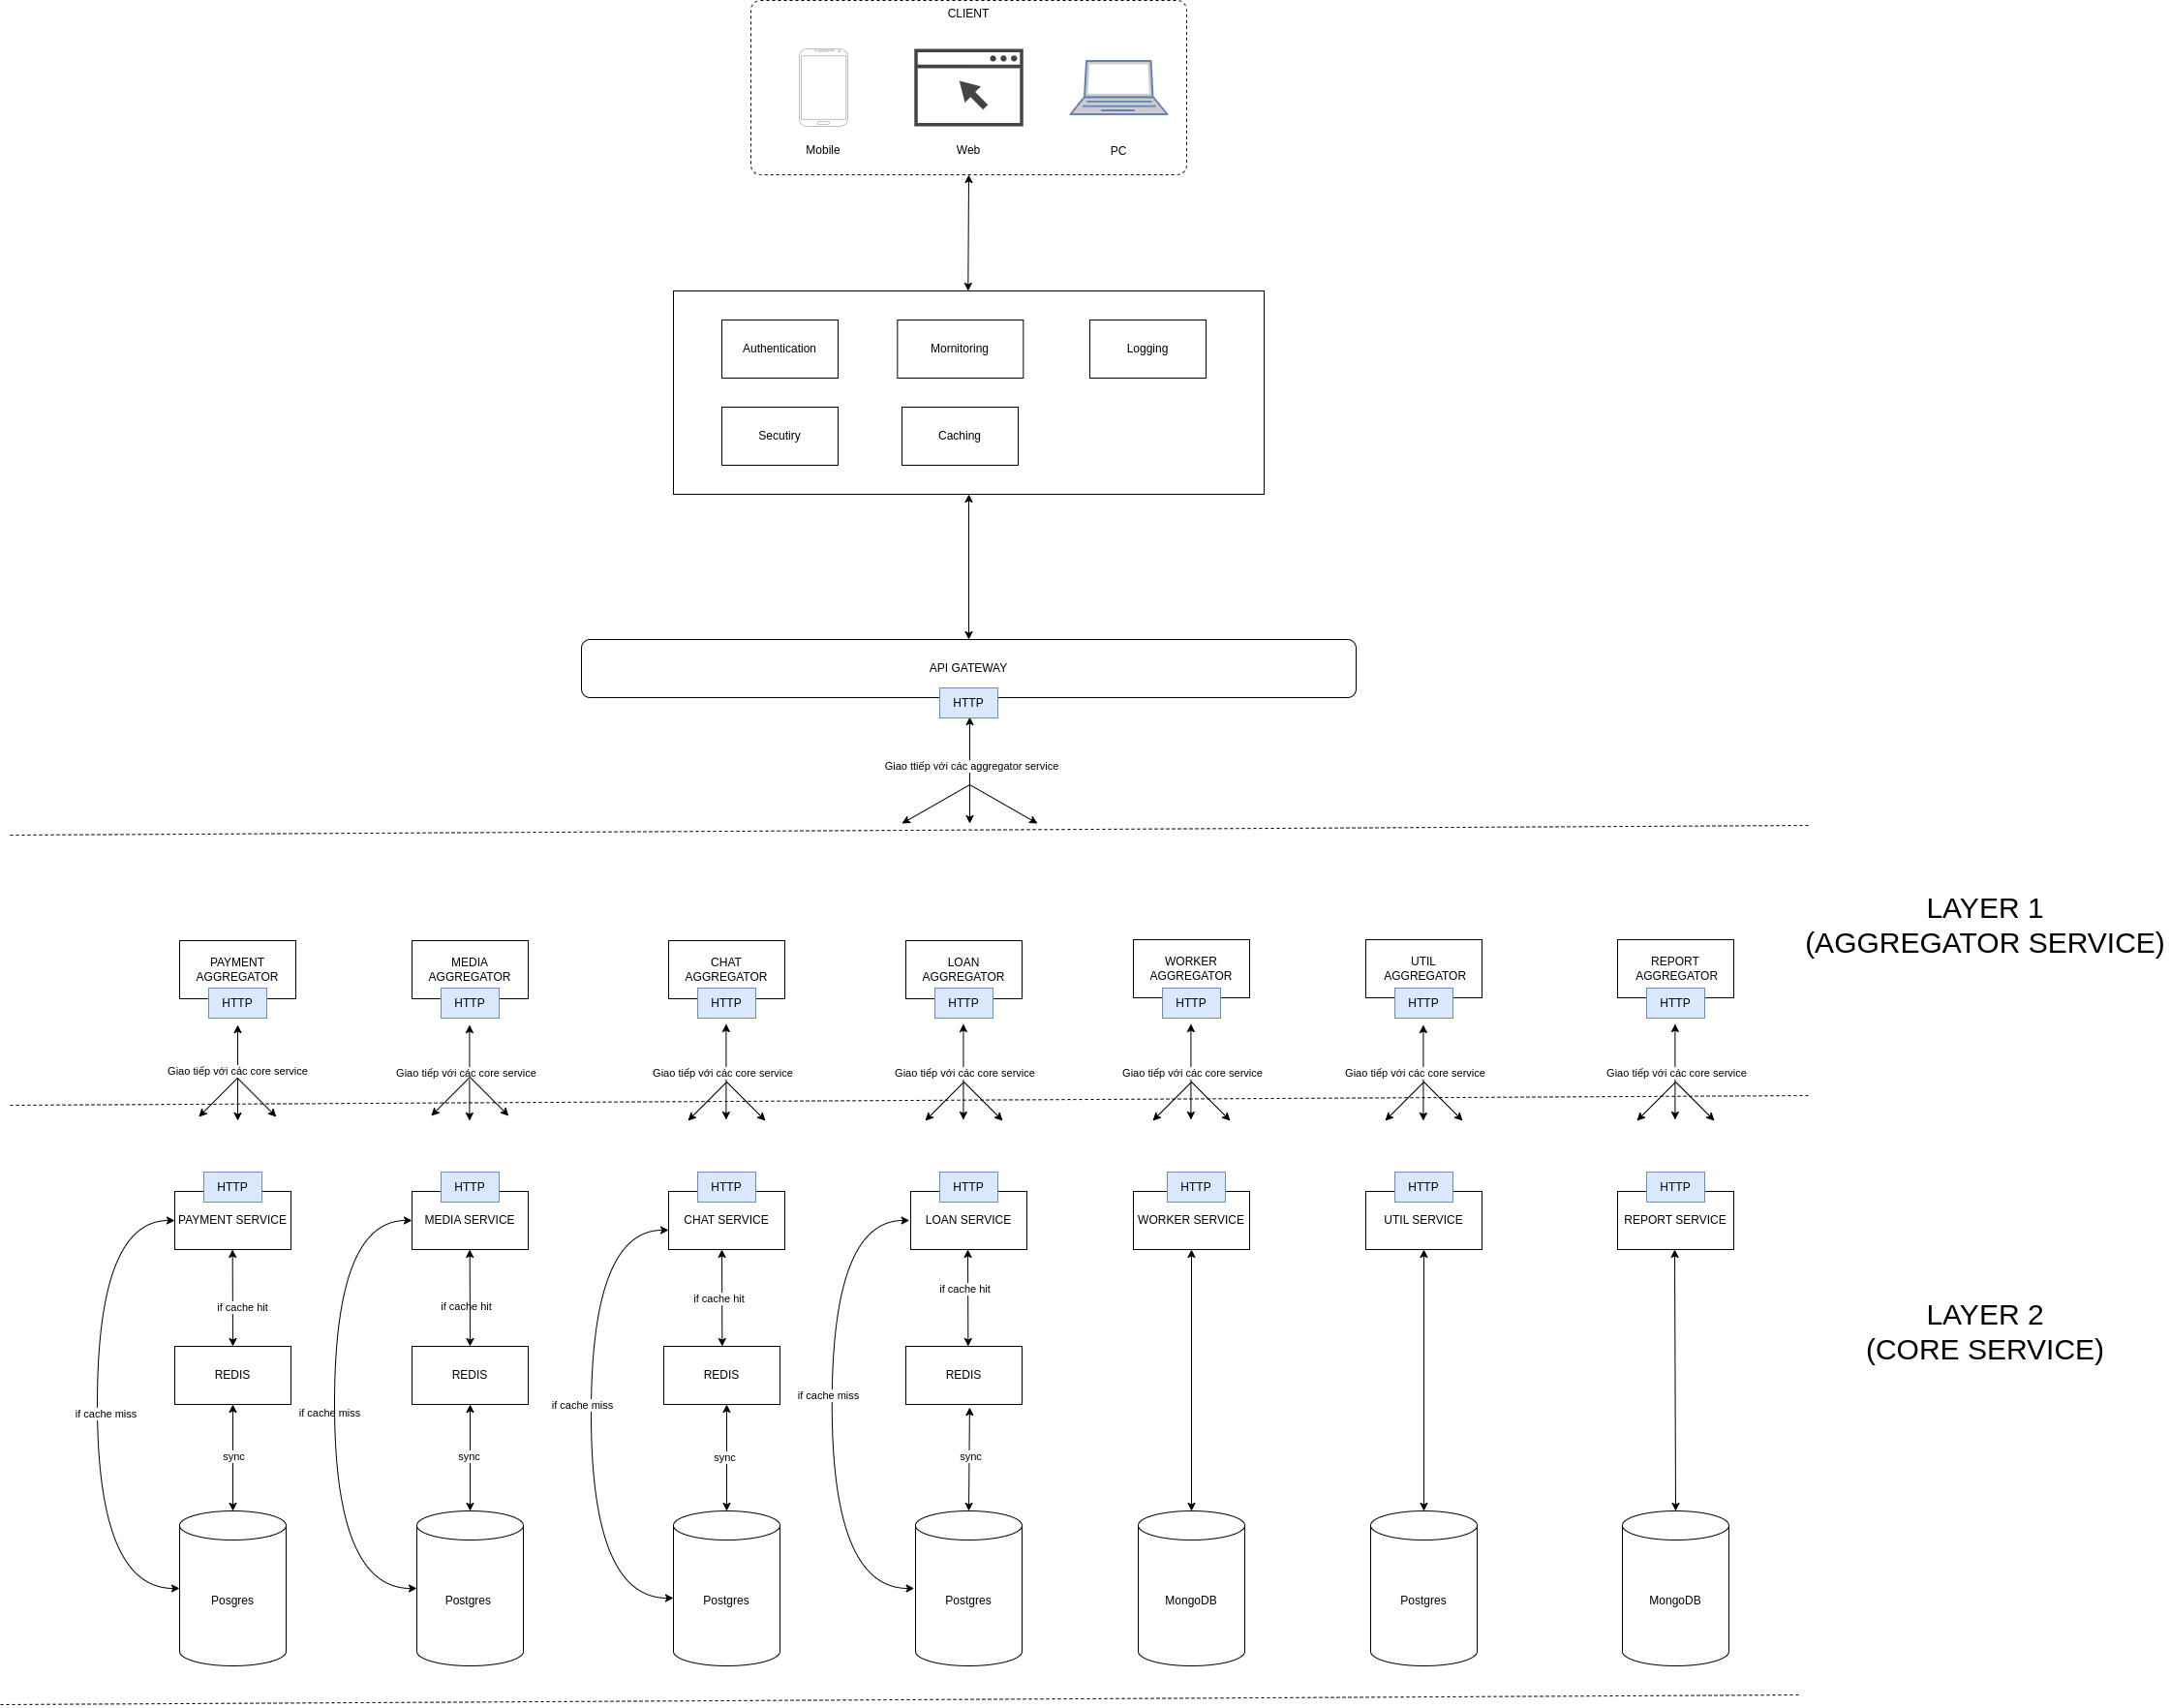 CLIENT
Mobile
Web
PC
Authentication
Mornitoring
Logging
Secutiry
Caching
API GATEWAY
HTTP
Giao ttiếp với các aggregator service
LAYER 1
(AGGREGATOR SERVICE)
PAYMENT
AGGREGATOR
HTTP
MEDIA
AGGREGATOR
HTTP
CHAT
AGGREGATOR
HTTP
LOAN
AGGREGATOR
HTTP
WORKER
AGGREGATOR
HTTP
UTIL
AGGREGATOR
HTTP
REPORT
AGGREGATOR
HTTP
Giao tiếp với các core service
Giao tiếp với các core service
Giao tiếp với các core service
Giao tiếp với các core service
Giao tiếp với các core service
Giao tiếp với các core service
Giao tiếp với các core service
HTTP
HTTP
HTTP
HTTP
HTTP
HTTP
HTTP
PAYMENT SERVICE
MEDIA SERVICE
CHAT SERVICE
LOAN SERVICE
WORKER SERVICE
UTIL SERVICE
REPORT SERVICE
LAYER 2
(CORE SERVICE)
if cache hit
if cache hit
if cache hit
if cache hit
REDIS
REDIS
REDIS
REDIS
if cache miss
if cache miss
if cache miss
if cache miss
sync
sync
sync
sync
Posgres
Postgres
Postgres
Postgres
MongoDB
Postgres
MongoDB